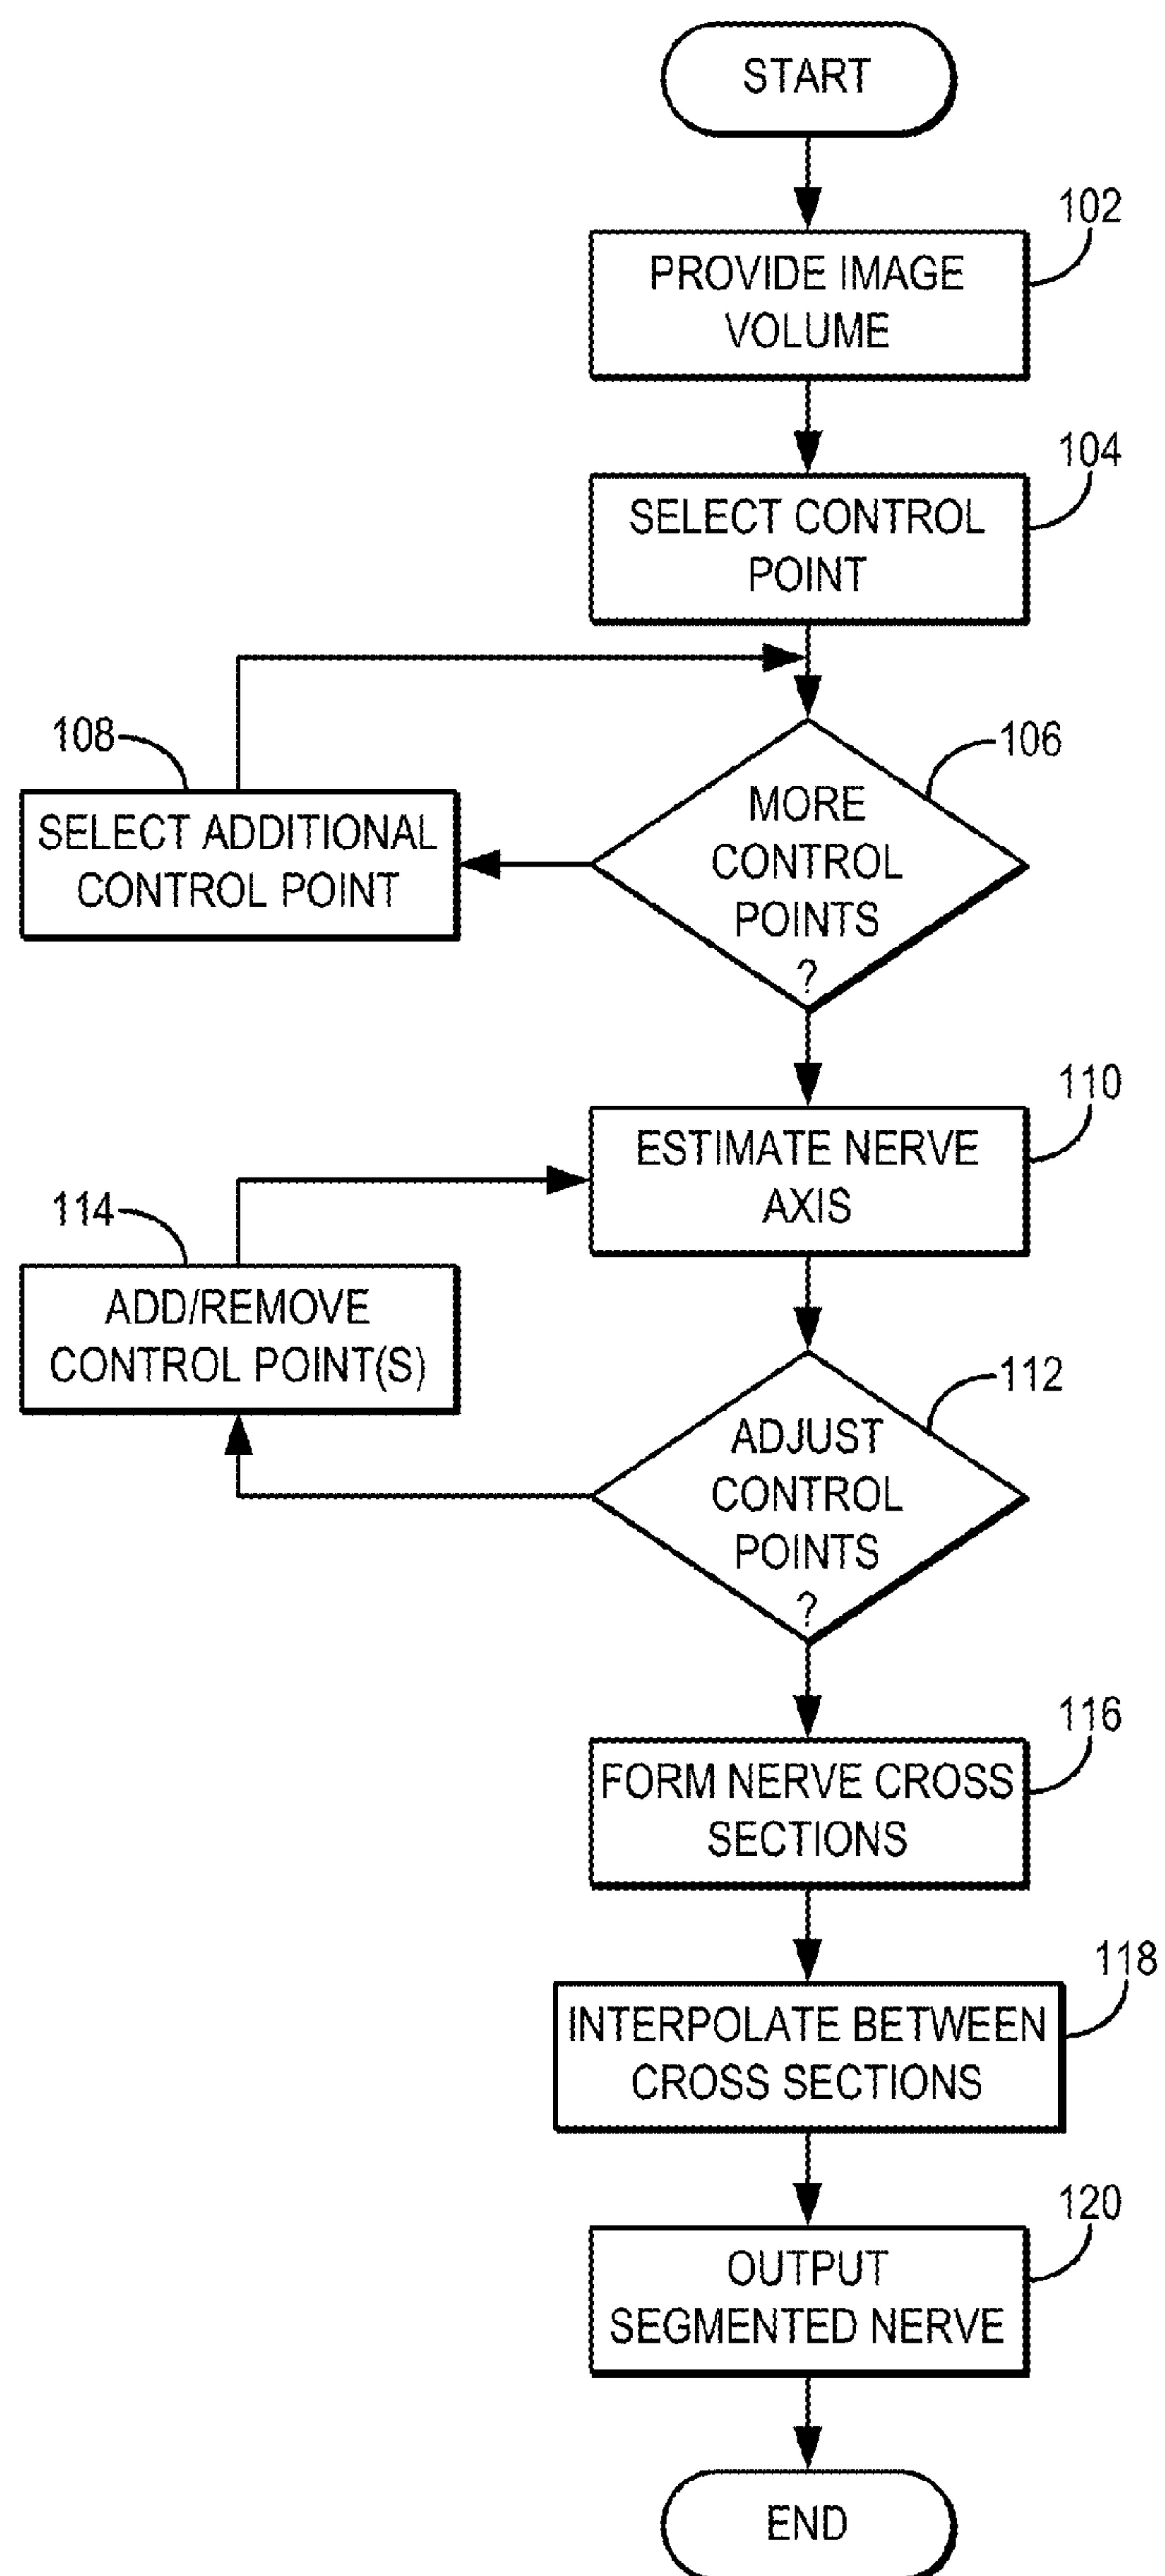 START
102
PROVIDE IMAGE
VOLUME
104
SELECT CONTROL
POINT
106
MORE
CONTROL
POINTS
?
108
SELECT ADDITIONAL
CONTROL POINT
110
ESTIMATE NERVE
AXIS
112
ADJUST
CONTROL
POINTS
?
114
ADD/REMOVE
CONTROL POINT(S)
116
FORM NERVE CROSS
SECTIONS
118
INTERPOLATE BETWEEN
CROSS SECTIONS
120
OUTPUT
SEGMENTED NERVE
END